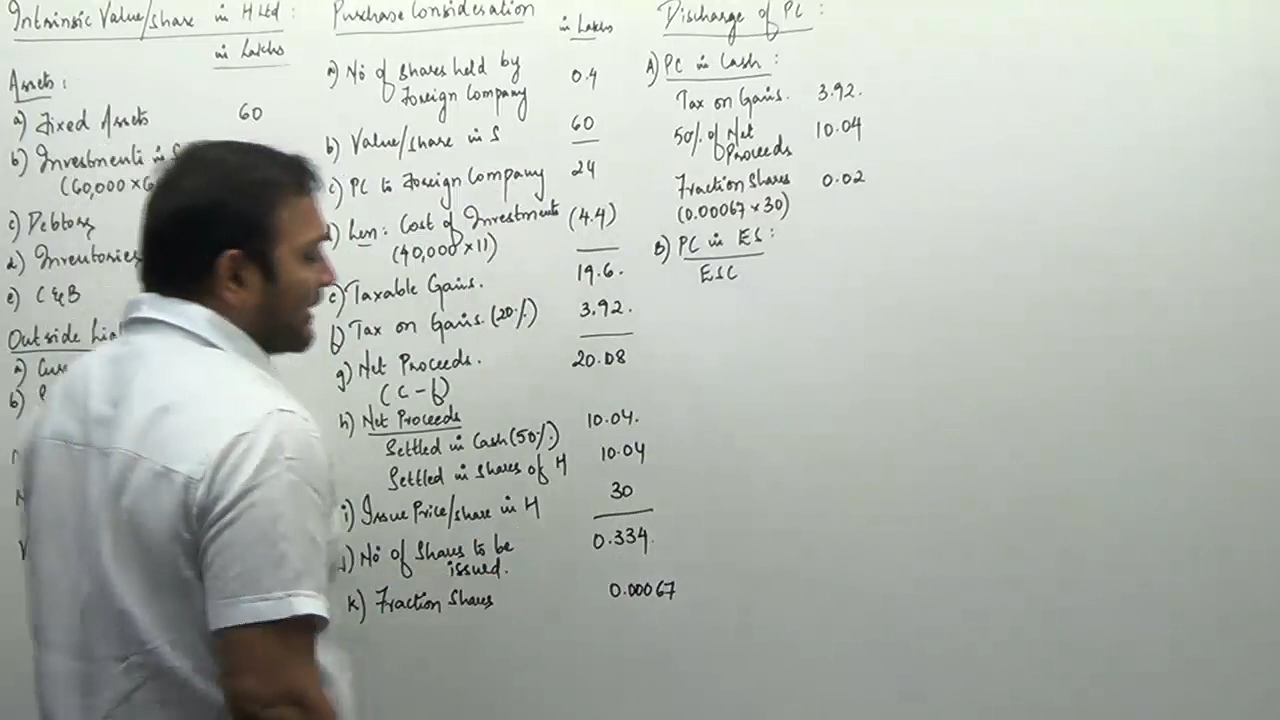 Intrinsic Value/share in H Ltd :
in Lakhs
Assets :
a) Fixed Assets 60
b) Investments in S
(60,000 × 6
c) Debtors
d) Inventories
e) C & B
Outside Lia
a) Cur
b)
Purchase Consideration
in Lakhs
a) No of shares held by
Foreign Company 0.4
b) Value/share in S 60
c) PC to Foreign Company 24
d) Less: Cost of Investments (4.4)
(40,000 × 11)
e) Taxable Gains. 19.6.
f) Tax on Gains. (20%) 3.92.
g) Net Proceeds. 20.08
(c - f)
h) Net Proceeds
Settled in Cash (50%) 10.04.
Settled in shares of H 10.04
i) Issue Price/share in H 30
j) No of shares to be
issued. 0.334
k) Fraction Shares 0.00067
Discharge of PC :
A) PC in Cash :
Tax on Gains. 3.92.
50% of Net
Proceeds 10.04
Fraction Shares 0.02
(0.00067 × 30)
B) PC in ES :
ESC